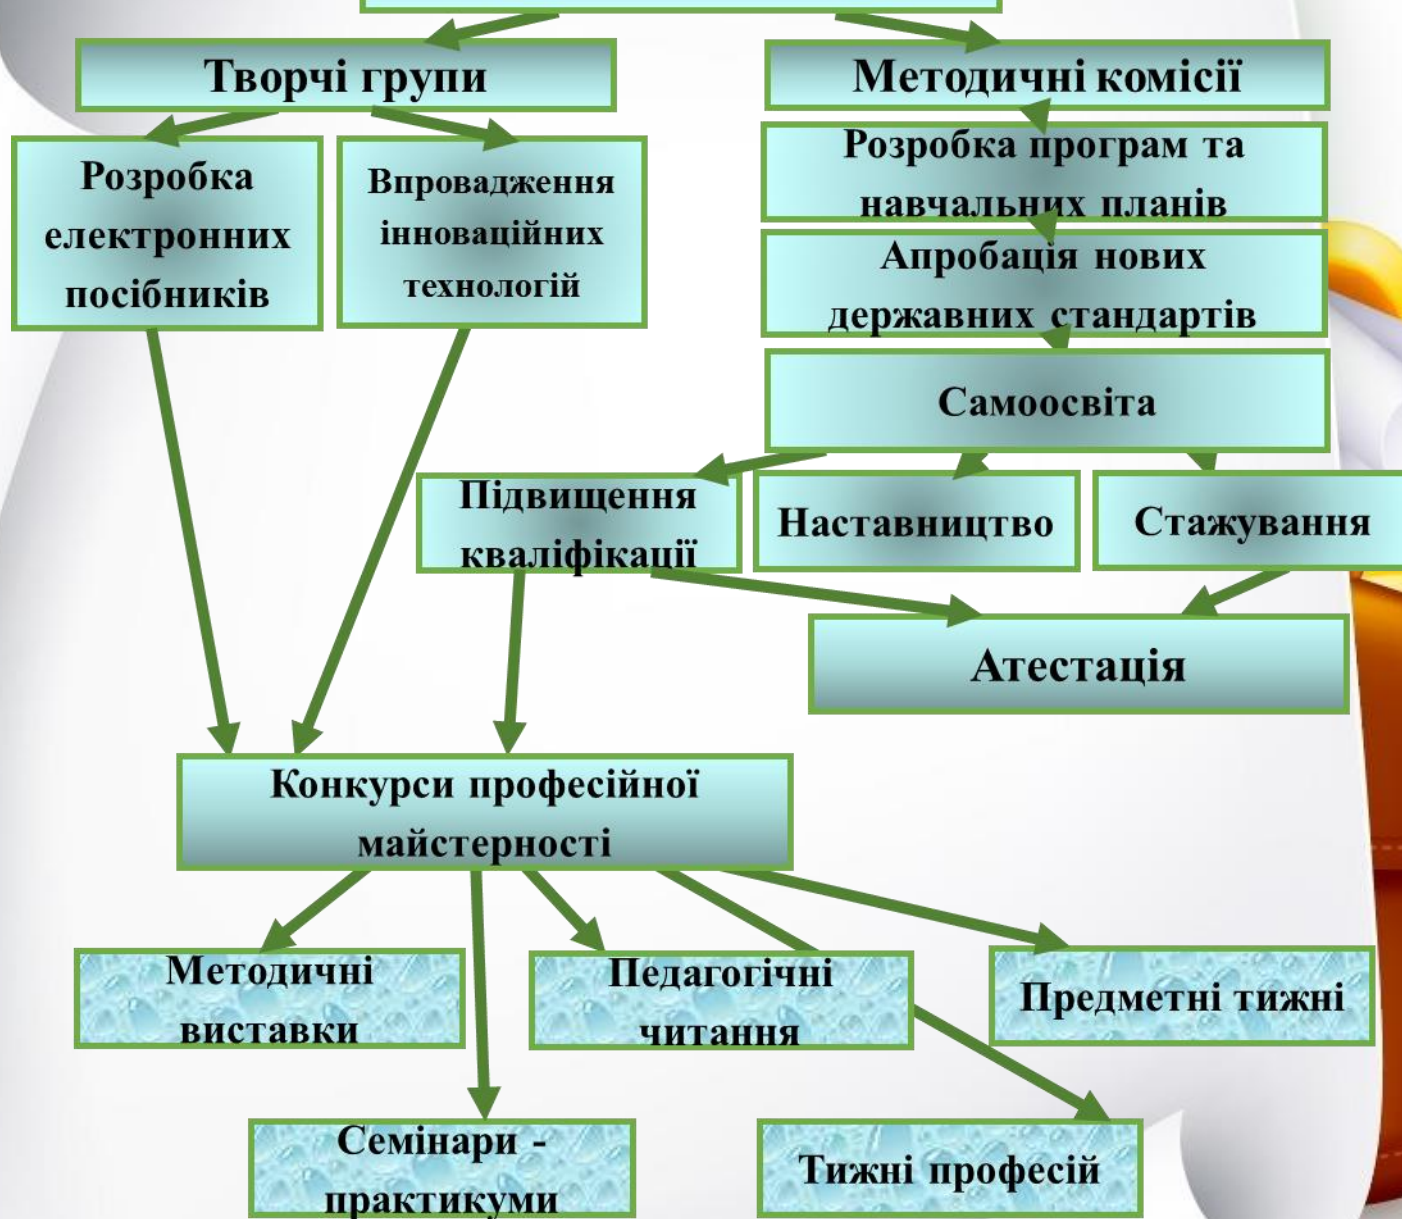 Творчі групи
Методичні комісії
Розробка
електронних
посібників
Впровадження
інноваційних
технологій
Розробка програм та
навчальних планів
Апробація нових
державних стандартів
Самоосвіта
Підвищення
кваліфікації
Наставництво
Стажування
Атестація
Конкурси професійної
майстерності
Методичні
виставки
Педагогічні
читання
Предметні тижні
Семінари -
практикуми
Тижні професій